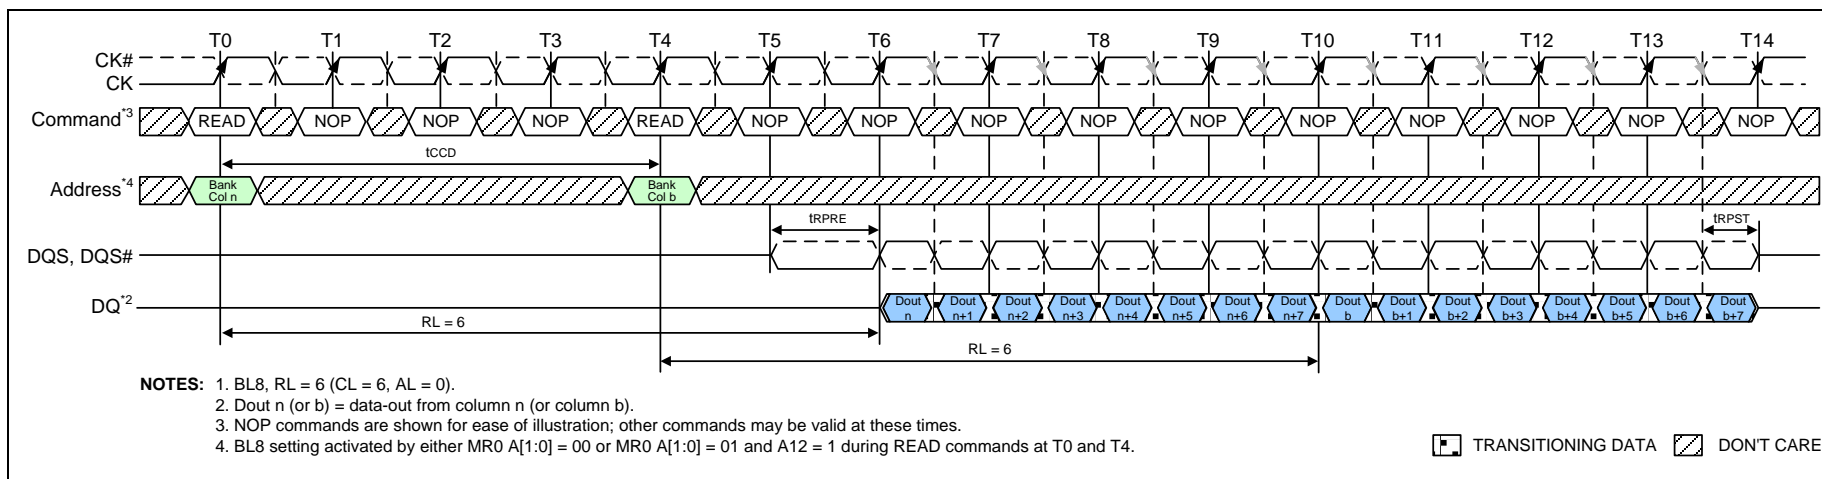 T0 T1 T2 T3 T4 T5 T6 T7 T8 T9 T10 T11 T12 T13 T14
CK#
CK
Command*3 READ NOP NOP NOP READ NOP NOP NOP NOP NOP NOP NOP NOP NOP NOP
tCCD
Address*4 Bank Col n Bank Col b
tRPRE tRPST
DQS, DQS#
DQ*2 Dout n Dout n+1 Dout n+2 Dout n+3 Dout n+4 Dout n+5 Dout n+6 Dout n+7 Dout b Dout b+1 Dout b+2 Dout b+3 Dout b+4 Dout b+5 Dout b+6 Dout b+7
RL = 6
RL = 6
NOTES: 1. BL8, RL = 6 (CL = 6, AL = 0).
2. Dout n (or b) = data-out from column n (or column b).
3. NOP commands are shown for ease of illustration; other commands may be valid at these times.
4. BL8 setting activated by either MR0 A[1:0] = 00 or MR0 A[1:0] = 01 and A12 = 1 during READ commands at T0 and T4.
TRANSITIONING DATA DON'T CARE